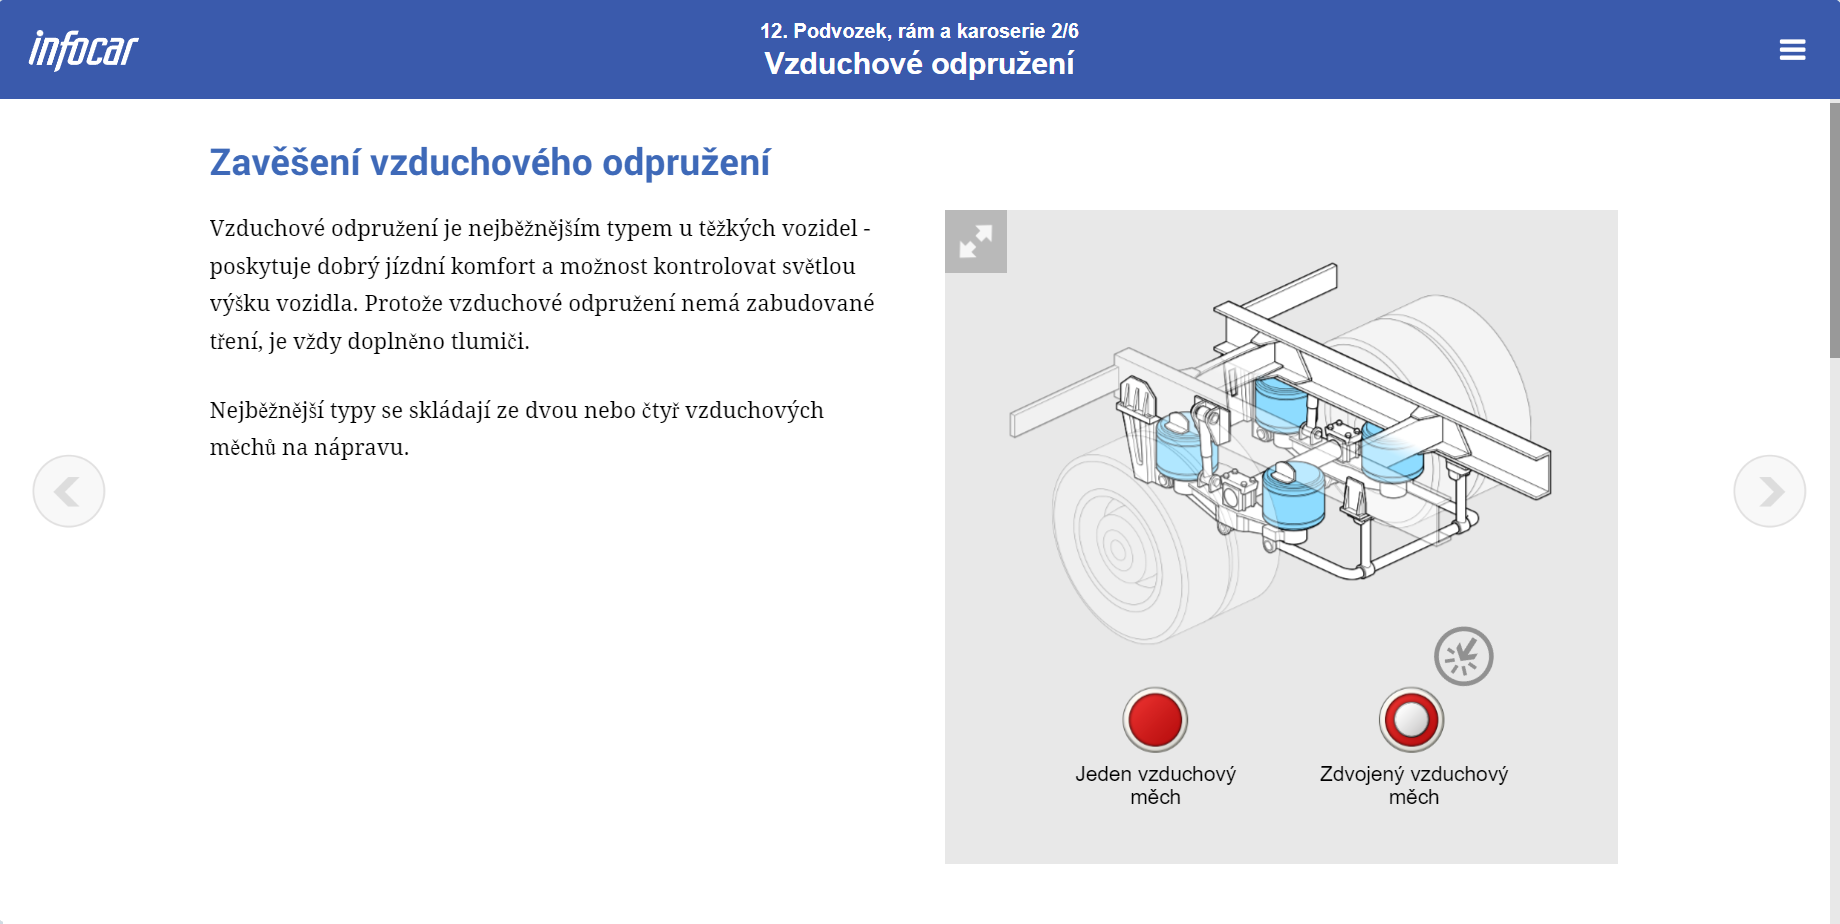 infocar
12. Podvozek, rám a karoserie 2/6
Vzduchové odpružení
Zavěšení vzduchového odpružení
Vzduchové odpružení je nejběžnějším typem u těžkých vozidel -
poskytuje dobrý jízdní komfort a možnost kontrolovat světlou
výšku vozidla. Protože vzduchové odpružení nemá zabudované
tření, je vždy doplněno tlumiči.
Nejběžnější typy se skládají ze dvou nebo čtyř vzduchových
měchů na nápravu.
Jeden vzduchový
měch
Zdvojený vzduchový
měch